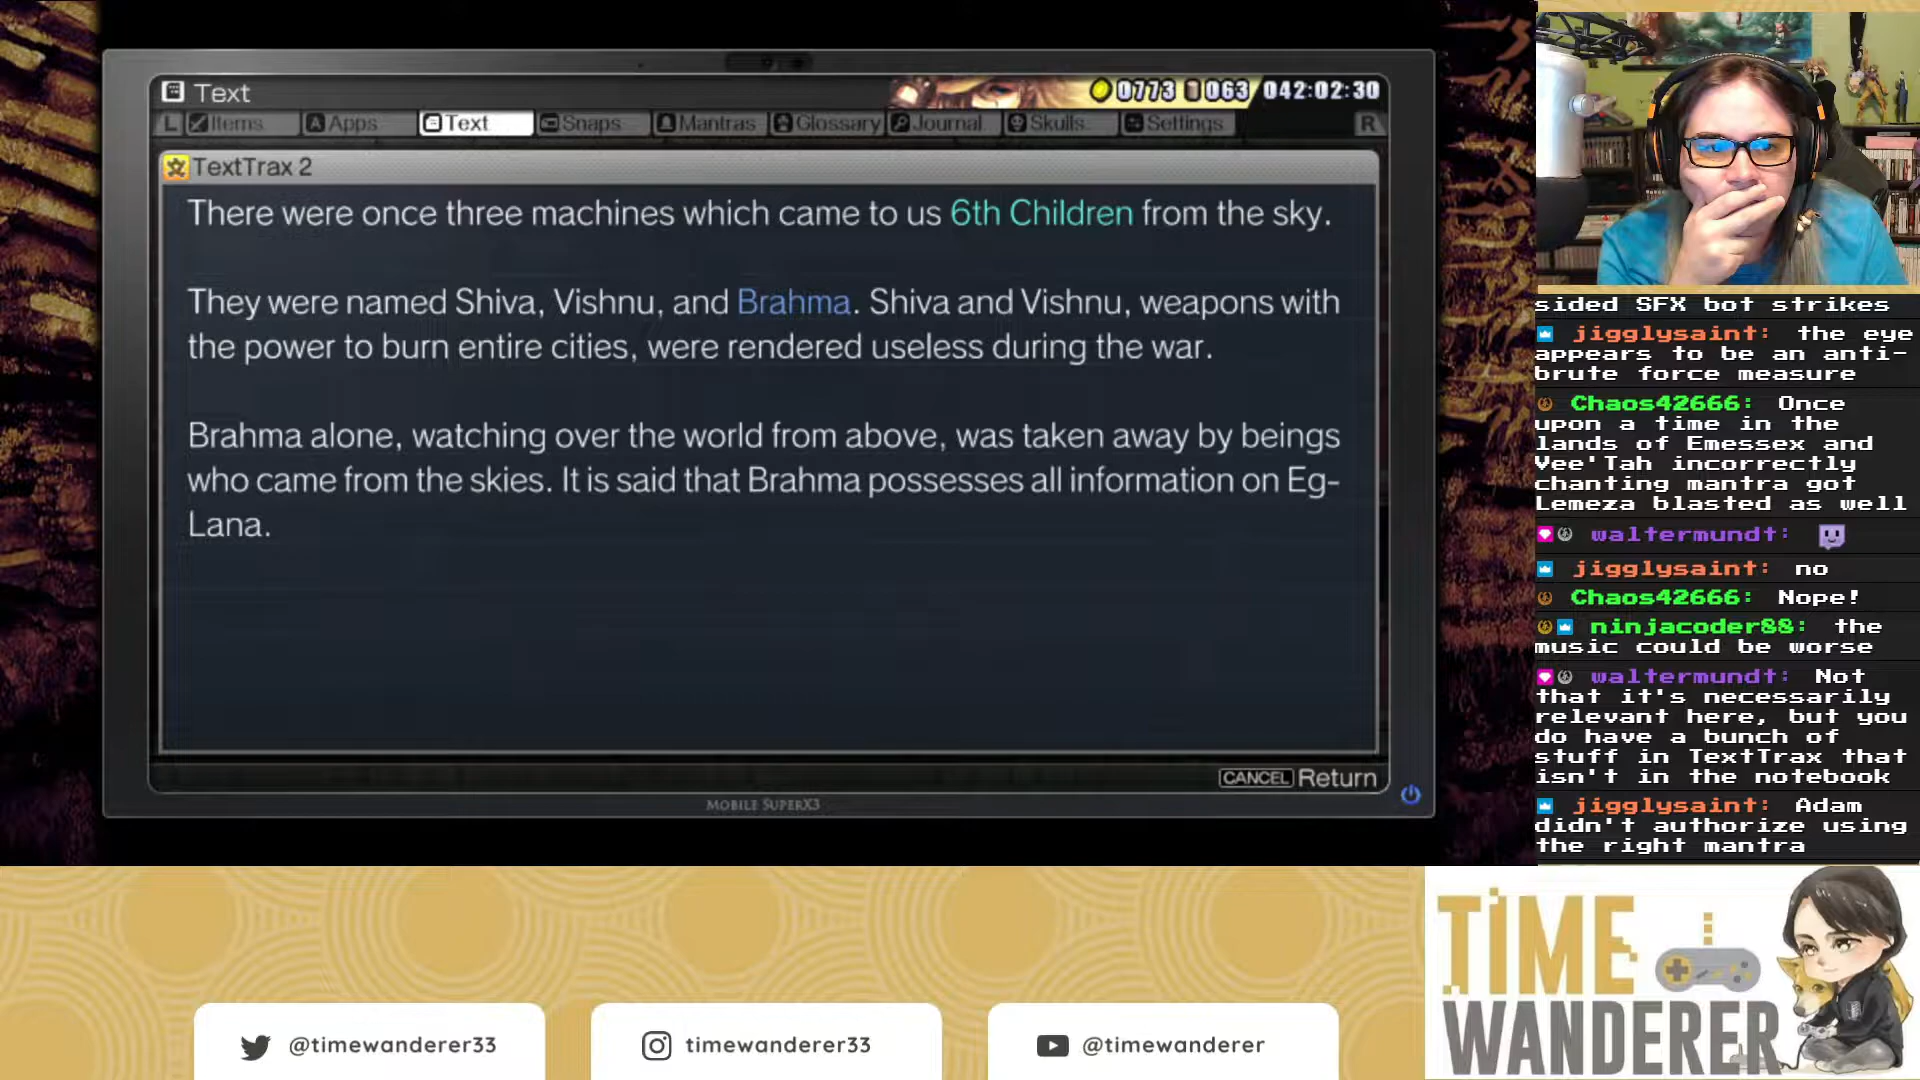 Text
0773 063 042:02:30
L Items Apps Text Snaps Mantras Glossary Journal Skulls Settings R
TextTrax 2
There were once three machines which came to us 6th Children from the sky.
They were named Shiva, Vishnu, and Brahma. Shiva and Vishnu, weapons with
the power to burn entire cities, were rendered useless during the war.
Brahma alone, watching over the world from above, was taken away by beings
who came from the skies. It is said that Brahma possesses all information on Eg-
Lana.
CANCEL Return
MOBILE SUPERX3
sided SFX bot strikes
jigglysaint: the eye
appears to be an anti-
brute force measure
Chaos42666: Once
upon a time in the
lands of Emessex and
Vee'Tah incorrectly
chanting mantra got
Lemeza blasted as well
waltermundt:
jigglysaint: no
Chaos42666: Nope!
ninjacoder88: the
music could be worse
waltermundt: Not
that it's necessarily
relevant here, but you
do have a bunch of
stuff in TextTrax that
isn't in the notebook
jigglysaint: Adam
didn't authorize using
the right mantra
@timewanderer33
timewanderer33
@timewanderer
TIME
WANDERER